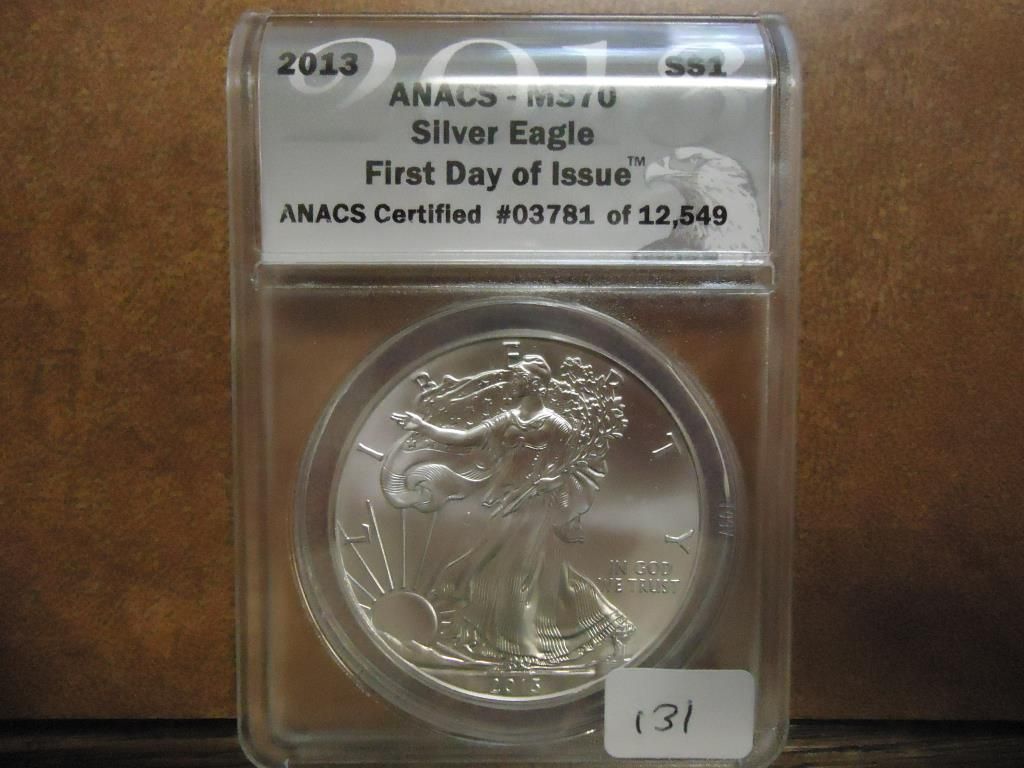 2013 S$1
2013
ANACS - MS70
Silver Eagle
First Day of Issue™
ANACS Certified #03781 of 12,549
LIBERTY
IN GOD
WE TRUST
2013
131